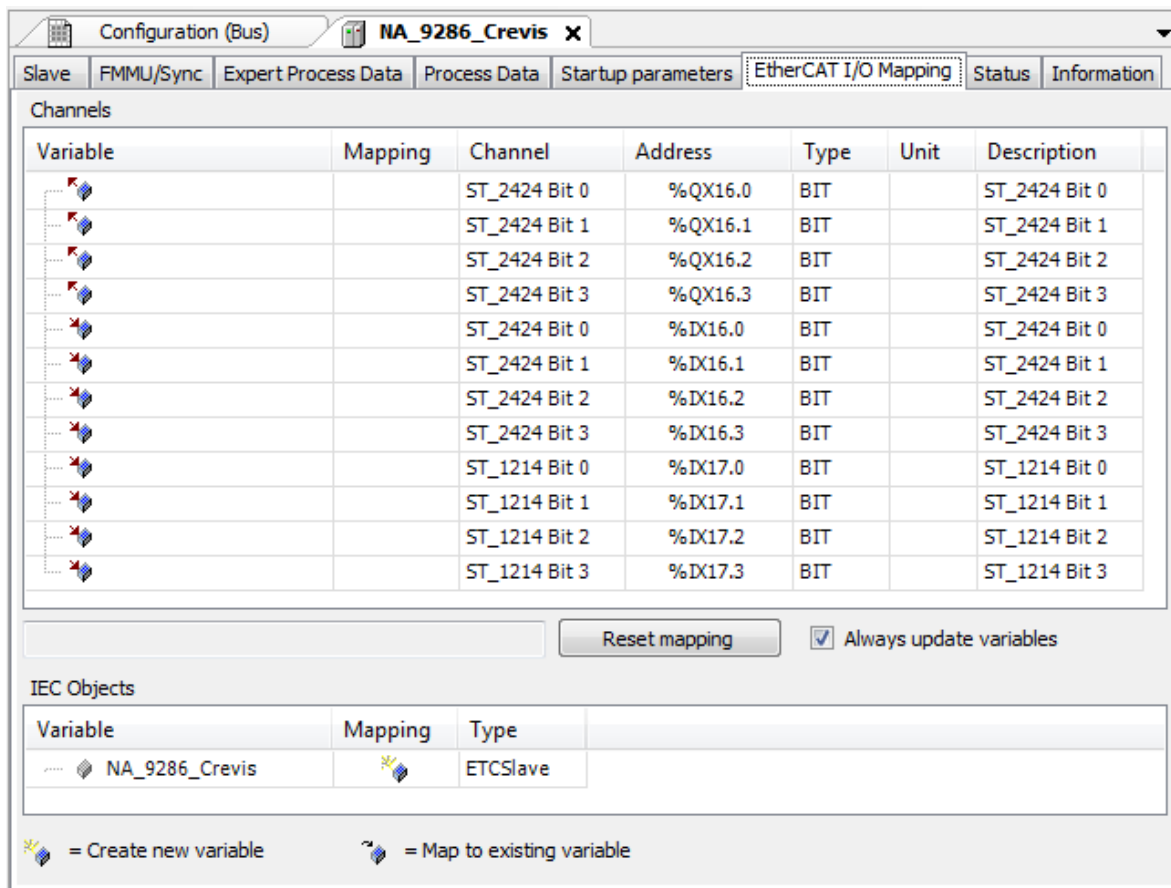 Configuration (Bus) NA_9286_Crevis
Slave FMMU/Sync Expert Process Data Process Data Startup parameters EtherCAT I/O Mapping Status Information
Channels
Variable Mapping Channel Address Type Unit Description
ST_2424 Bit 0 %QX16.0 BIT ST_2424 Bit 0
ST_2424 Bit 1 %QX16.1 BIT ST_2424 Bit 1
ST_2424 Bit 2 %QX16.2 BIT ST_2424 Bit 2
ST_2424 Bit 3 %QX16.3 BIT ST_2424 Bit 3
ST_2424 Bit 0 %IX16.0 BIT ST_2424 Bit 0
ST_2424 Bit 1 %IX16.1 BIT ST_2424 Bit 1
ST_2424 Bit 2 %IX16.2 BIT ST_2424 Bit 2
ST_2424 Bit 3 %IX16.3 BIT ST_2424 Bit 3
ST_1214 Bit 0 %IX17.0 BIT ST_1214 Bit 0
ST_1214 Bit 1 %IX17.1 BIT ST_1214 Bit 1
ST_1214 Bit 2 %IX17.2 BIT ST_1214 Bit 2
ST_1214 Bit 3 %IX17.3 BIT ST_1214 Bit 3
Reset mapping Always update variables
IEC Objects
Variable Mapping Type
NA_9286_Crevis ETCSlave
= Create new variable = Map to existing variable